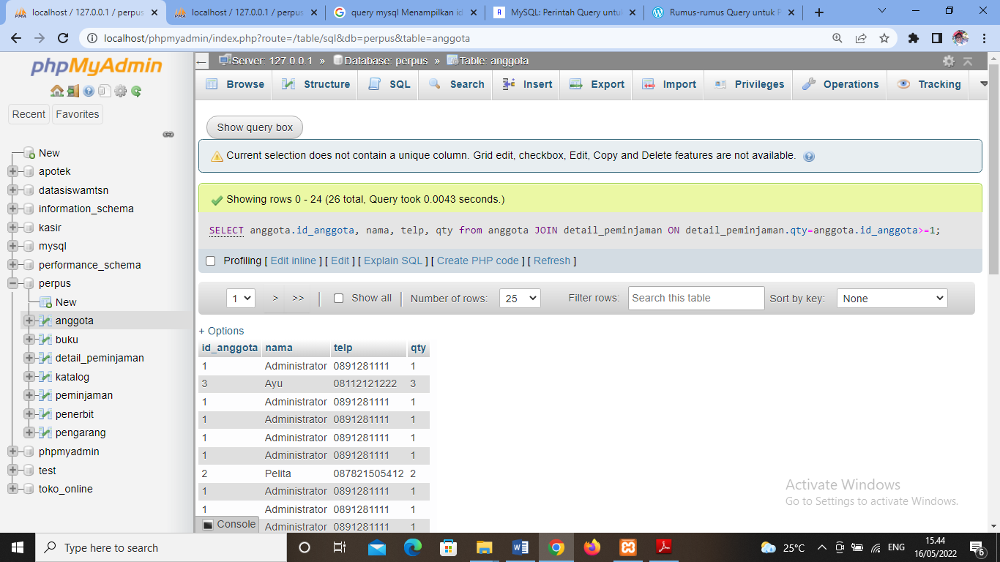 localhost / 127.0.0.1 / perpus
localhost / 127.0.0.1 / perpus
query mysql Menampilkan id
MySQL: Perintah Query untuk
Rumus-rumus Query untuk P
localhost/phpmyadmin/index.php?route=/table/sql&db=perpus&table=anggota
phpMyAdmin
Recent
Favorites
New
apotek
datasiswamtsn
information_schema
kasir
mysql
performance_schema
perpus
New
anggota
buku
detail_peminjaman
katalog
peminjaman
penerbit
pengarang
phpmyadmin
test
toko_online
Server: 127.0.0.1 » Database: perpus » Table: anggota
Browse Structure SQL Search Insert Export Import Privileges Operations Tracking
Show query box
Current selection does not contain a unique column. Grid edit, checkbox, Edit, Copy and Delete features are not available.
Showing rows 0 - 24 (26 total, Query took 0.0043 seconds.)
SELECT anggota.id_anggota, nama, telp, qty from anggota JOIN detail_peminjaman ON detail_peminjaman.qty=anggota.id_anggota>=1;
Profiling [ Edit inline ] [ Edit ] [ Explain SQL ] [ Create PHP code ] [ Refresh ]
1 > >> Show all Number of rows: 25 Filter rows: Search this table Sort by key: None
+ Options
id_anggota nama telp qty
1 Administrator 0891281111 1
3 Ayu 08112121222 3
1 Administrator 0891281111 1
1 Administrator 0891281111 1
1 Administrator 0891281111 1
1 Administrator 0891281111 1
2 Pelita 087821505412 2
1 Administrator 0891281111 1
1 Administrator 0891281111 1
Administrator 0891281111 1
Console
Activate Windows
Go to Settings to activate Windows.
Type here to search
25°C
ENG
15.44
16/05/2022
6